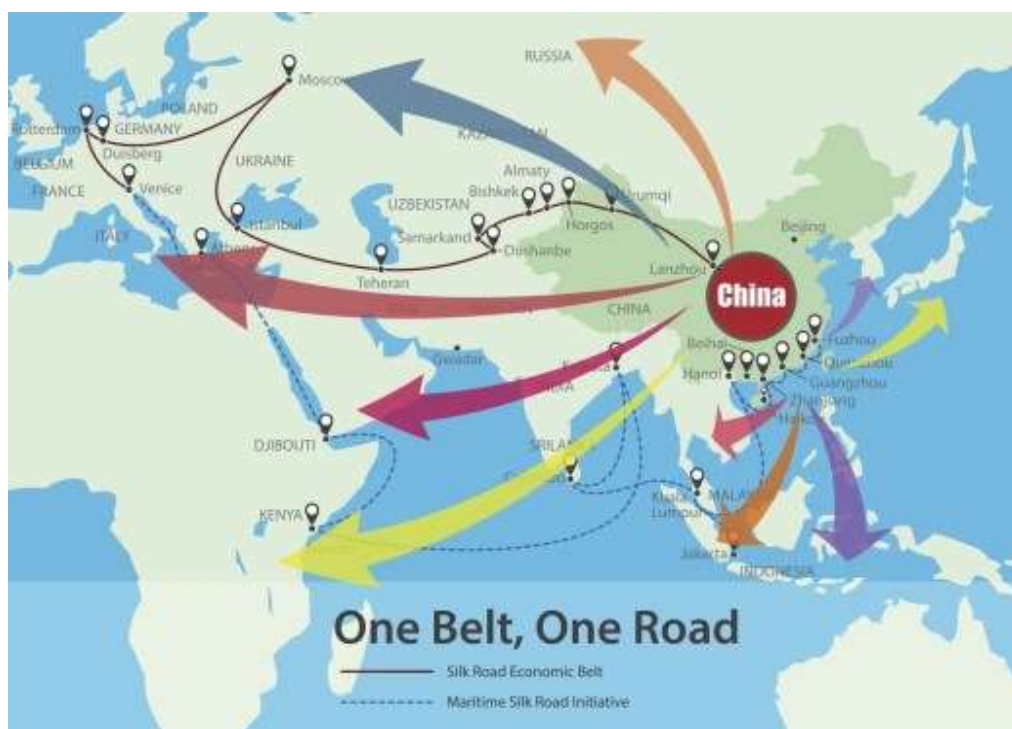 RUSSIA
Moscow
POLAND
Rotterdam
GERMANY
Duisberg
BELGIUM
UKRAINE
Almaty
FRANCE
Venice
Bishkek
Urumqi
UZBEKISTAN
Horgos
ITALY
Istanbul
Beijing
Samarkand
Dushanbe
Lanzhou
Teheran
China
CHINA
Beihai
Fuzhou
Gwadar
Hanoi
Guangzhou
Zhanjiang
DJIBOUTI
KENYA
Kuala
Lumpur
Jakarta
INDONESIA
One Belt, One Road
Silk Road Economic Belt
Maritime Silk Road Initiative